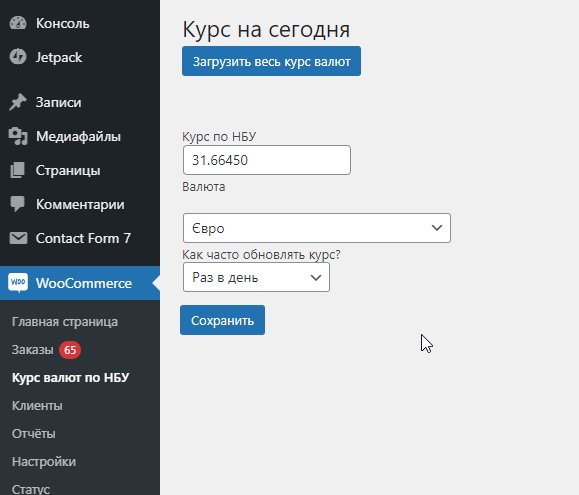 Консоль
Jetpack
Записи
Медиафайлы
Страницы
Комментарии
Contact Form 7
Woo
WooCommerce
Главная страница
Заказы 65
Курс валют по НБУ
Клиенты
Отчёты
Настройки
Статус
Курс на сегодня
Загрузить весь курс валют
Курс по НБУ
31.66450
Валюта
Євро
Как часто обновлять курс?
Раз в день
Сохранить